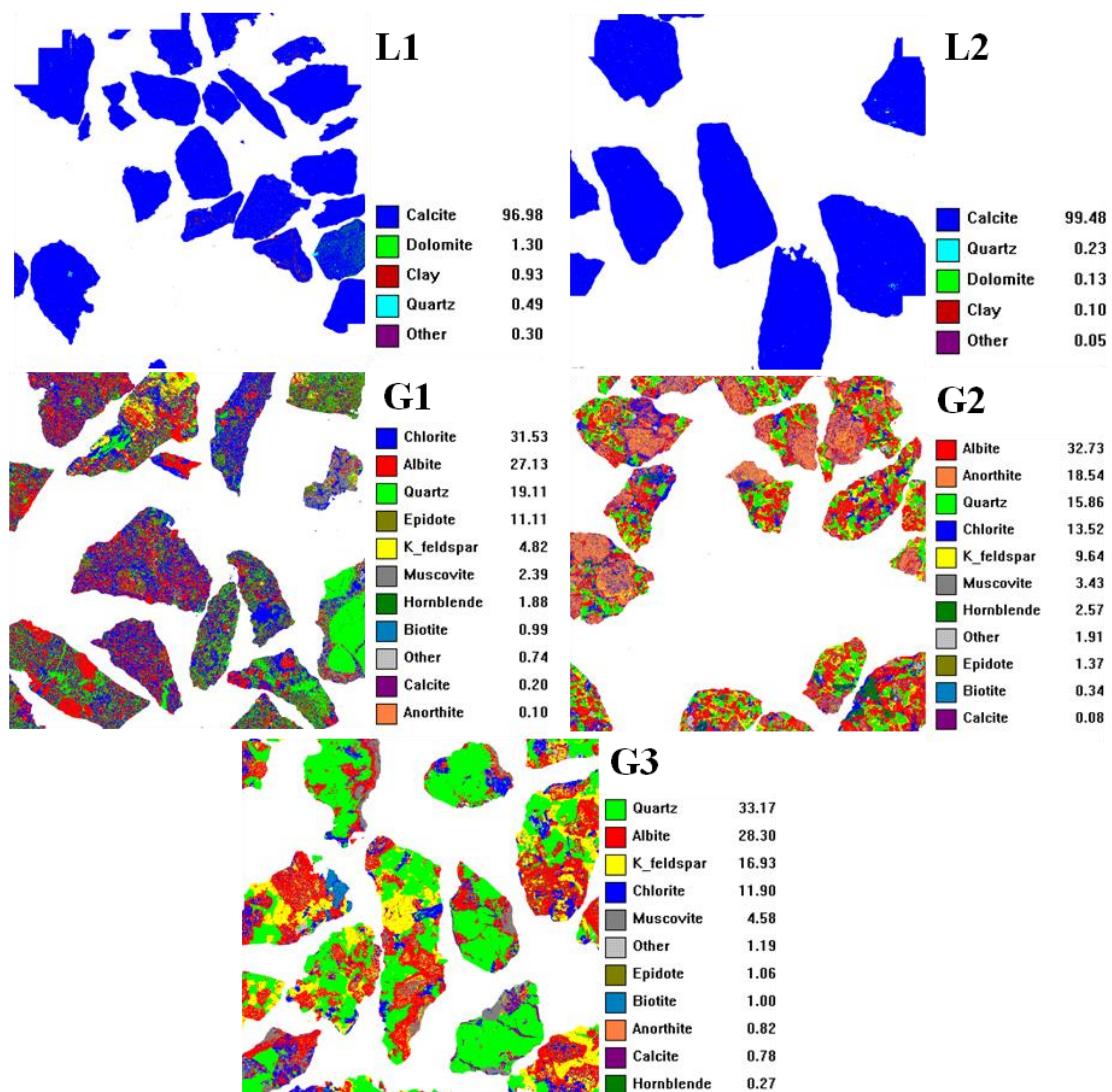 L1
Calcite 96.98
Dolomite 1.30
Clay 0.93
Quartz 0.49
Other 0.30
L2
Calcite 99.48
Quartz 0.23
Dolomite 0.13
Clay 0.10
Other 0.05
G1
Chlorite 31.53
Albite 27.13
Quartz 19.11
Epidote 11.11
K_feldspar 4.82
Muscovite 2.39
Hornblende 1.88
Biotite 0.99
Other 0.74
Calcite 0.20
Anorthite 0.10
G2
Albite 32.73
Anorthite 18.54
Quartz 15.86
Chlorite 13.52
K_feldspar 9.64
Muscovite 3.43
Hornblende 2.57
Other 1.91
Epidote 1.37
Biotite 0.34
Calcite 0.08
G3
Quartz 33.17
Albite 28.30
K_feldspar 16.93
Chlorite 11.90
Muscovite 4.58
Other 1.19
Epidote 1.06
Biotite 1.00
Anorthite 0.82
Calcite 0.78
Hornblende 0.27